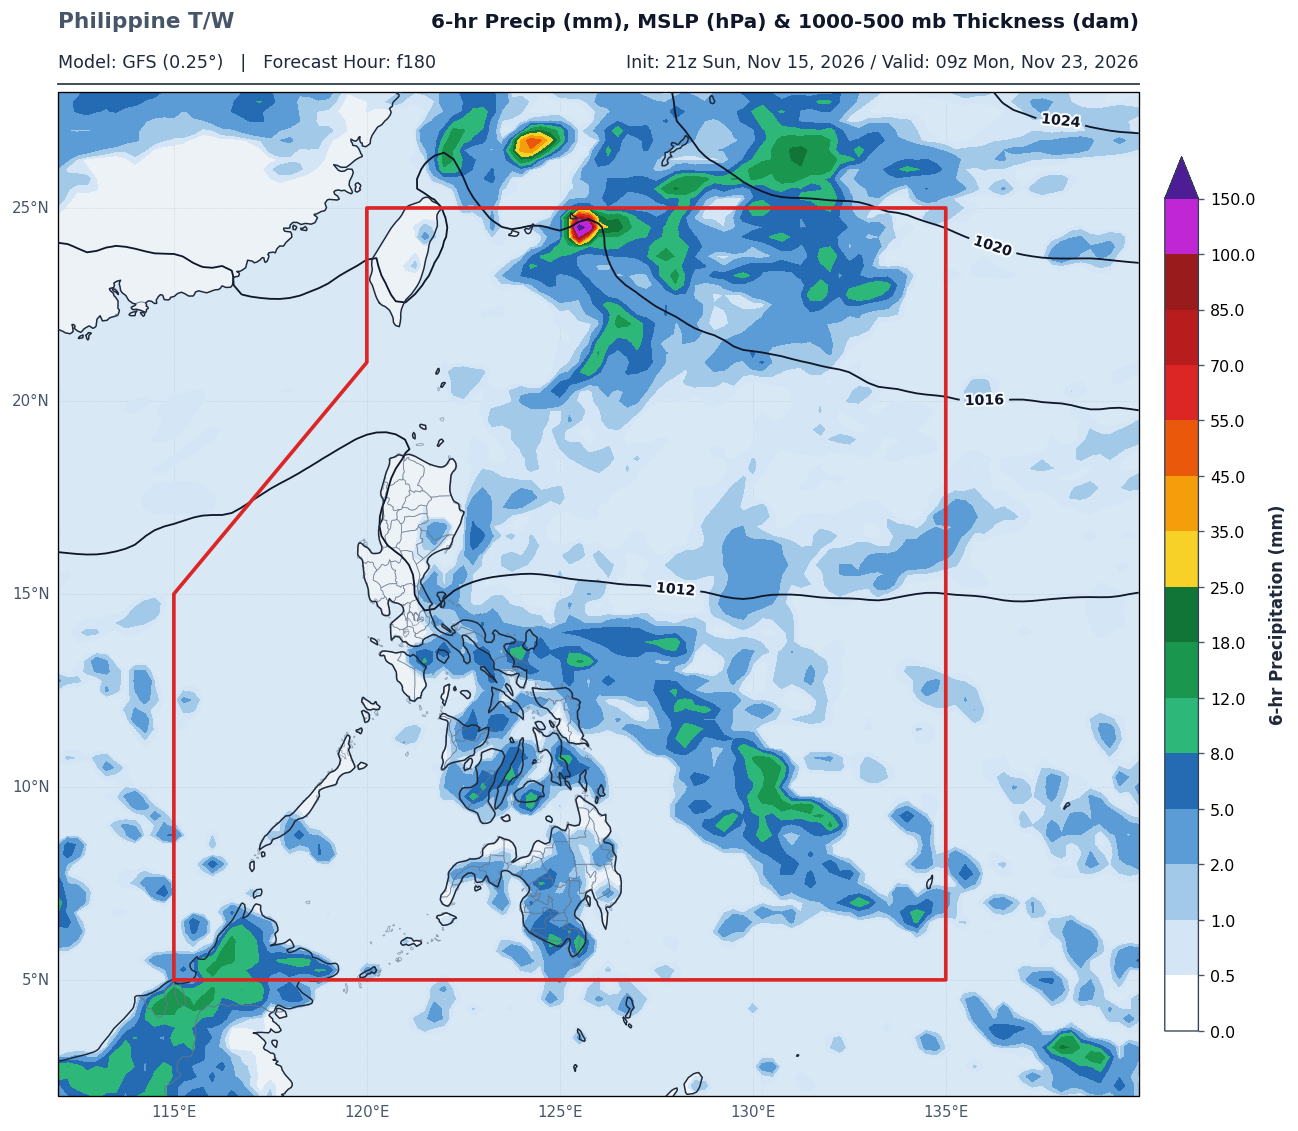 Philippine T/W
6-hr Precip (mm), MSLP (hPa) & 1000-500 mb Thickness (dam)
Model: GFS (0.25°) | Forecast Hour: f180
Init: 21z Sun, Nov 15, 2026 / Valid: 09z Mon, Nov 23, 2026
1024
1020
1016
1012
25°N
20°N
15°N
10°N
5°N
115°E
120°E
125°E
130°E
135°E
150.0
100.0
85.0
70.0
55.0
45.0
35.0
25.0
18.0
12.0
8.0
5.0
2.0
1.0
0.5
0.0
6-hr Precipitation (mm)